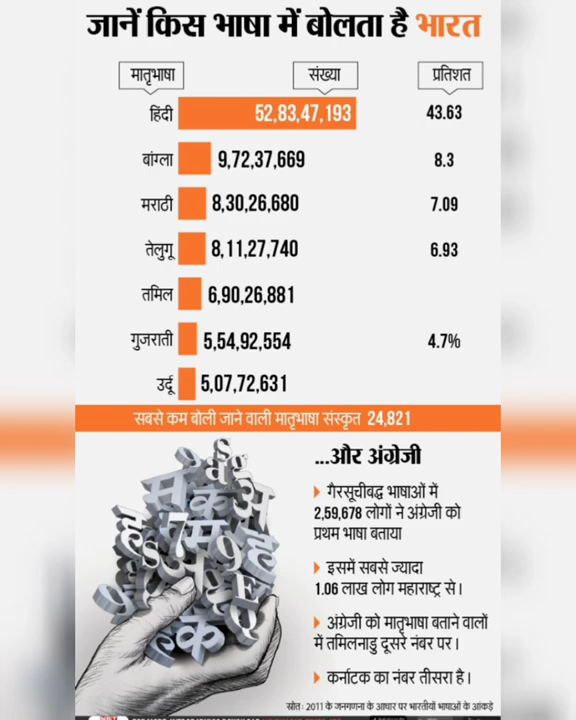 जानें किस भाषा में बोलता है भारत
मातृभाषा संख्या प्रतिशत
हिंदी 52,83,47,193 43.63
बांग्ला 9,72,37,669 8.3
मराठी 8,30,26,680 7.09
तेलुगू 8,11,27,740 6.93
तमिल 6,90,26,881
गुजराती 5,54,92,554 4.7%
उर्दू 5,07,72,631
सबसे कम बोली जाने वाली मातृभाषा संस्कृत 24,821
...और अंग्रेजी
गैरसूचीबद्ध भाषाओं में
2,59,678 लोगों ने अंग्रेजी को
प्रथम भाषा बताया
इसमें सबसे ज्यादा
1.06 लाख लोग महाराष्ट्र से।
अंग्रेजी को मातृभाषा बताने वालों
में तमिलनाडु दूसरे नंबर पर।
कर्नाटक का नंबर तीसरा है।
स्रोत: 2011 के जनगणना के आधार पर भारतीयों भाषाओं के आंकड़े